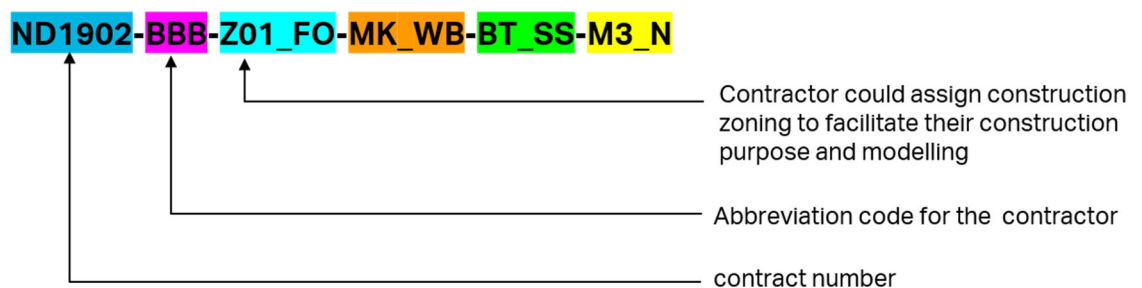 ND1902-BBB-Z01_FO-MK_WB-BT_SS-M3_N
Contractor could assign construction
zoning to facilitate their construction
purpose and modelling
Abbreviation code for the contractor
contract number